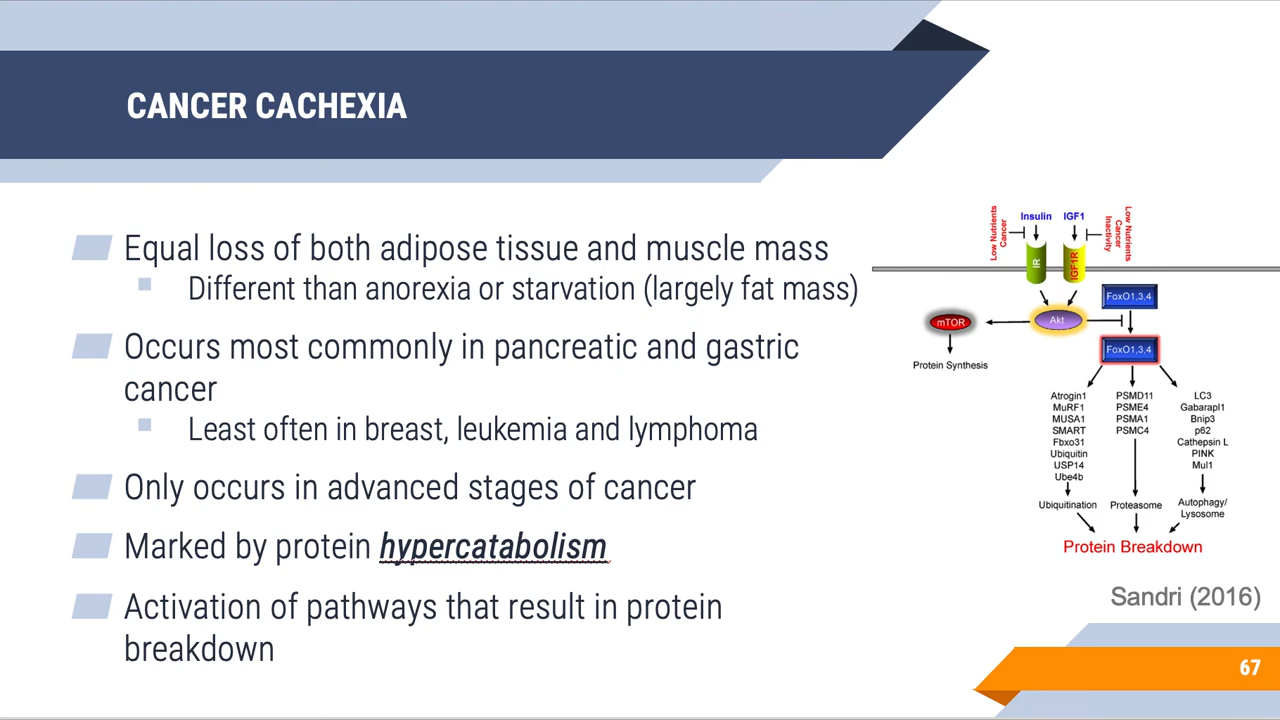 CANCER CACHEXIA
Equal loss of both adipose tissue and muscle mass
Different than anorexia or starvation (largely fat mass)
Occurs most commonly in pancreatic and gastric
cancer
Least often in breast, leukemia and lymphoma
Only occurs in advanced stages of cancer
Marked by protein hypercatabolism
Activation of pathways that result in protein
breakdown
Low Nutrients
Cancer
Insulin
IGF1
Low Nutrients
Cancer
Inactivity
IR
IGF1R
FoxO1,3,4
mTOR
Akt
FoxO1,3,4
Protein Synthesis
Atrogin1
MuRF1
MUSA1
SMART
Fbxo31
Ubiquitin
USP14
Ube4b
Ubiquitination
PSMD11
PSME4
PSMA1
PSMC4
Proteasome
LC3
Gabarapl1
Bnip3
p62
Cathepsin L
PINK
Mul1
Autophagy/
Lysosome
Protein Breakdown
Sandri (2016)
67